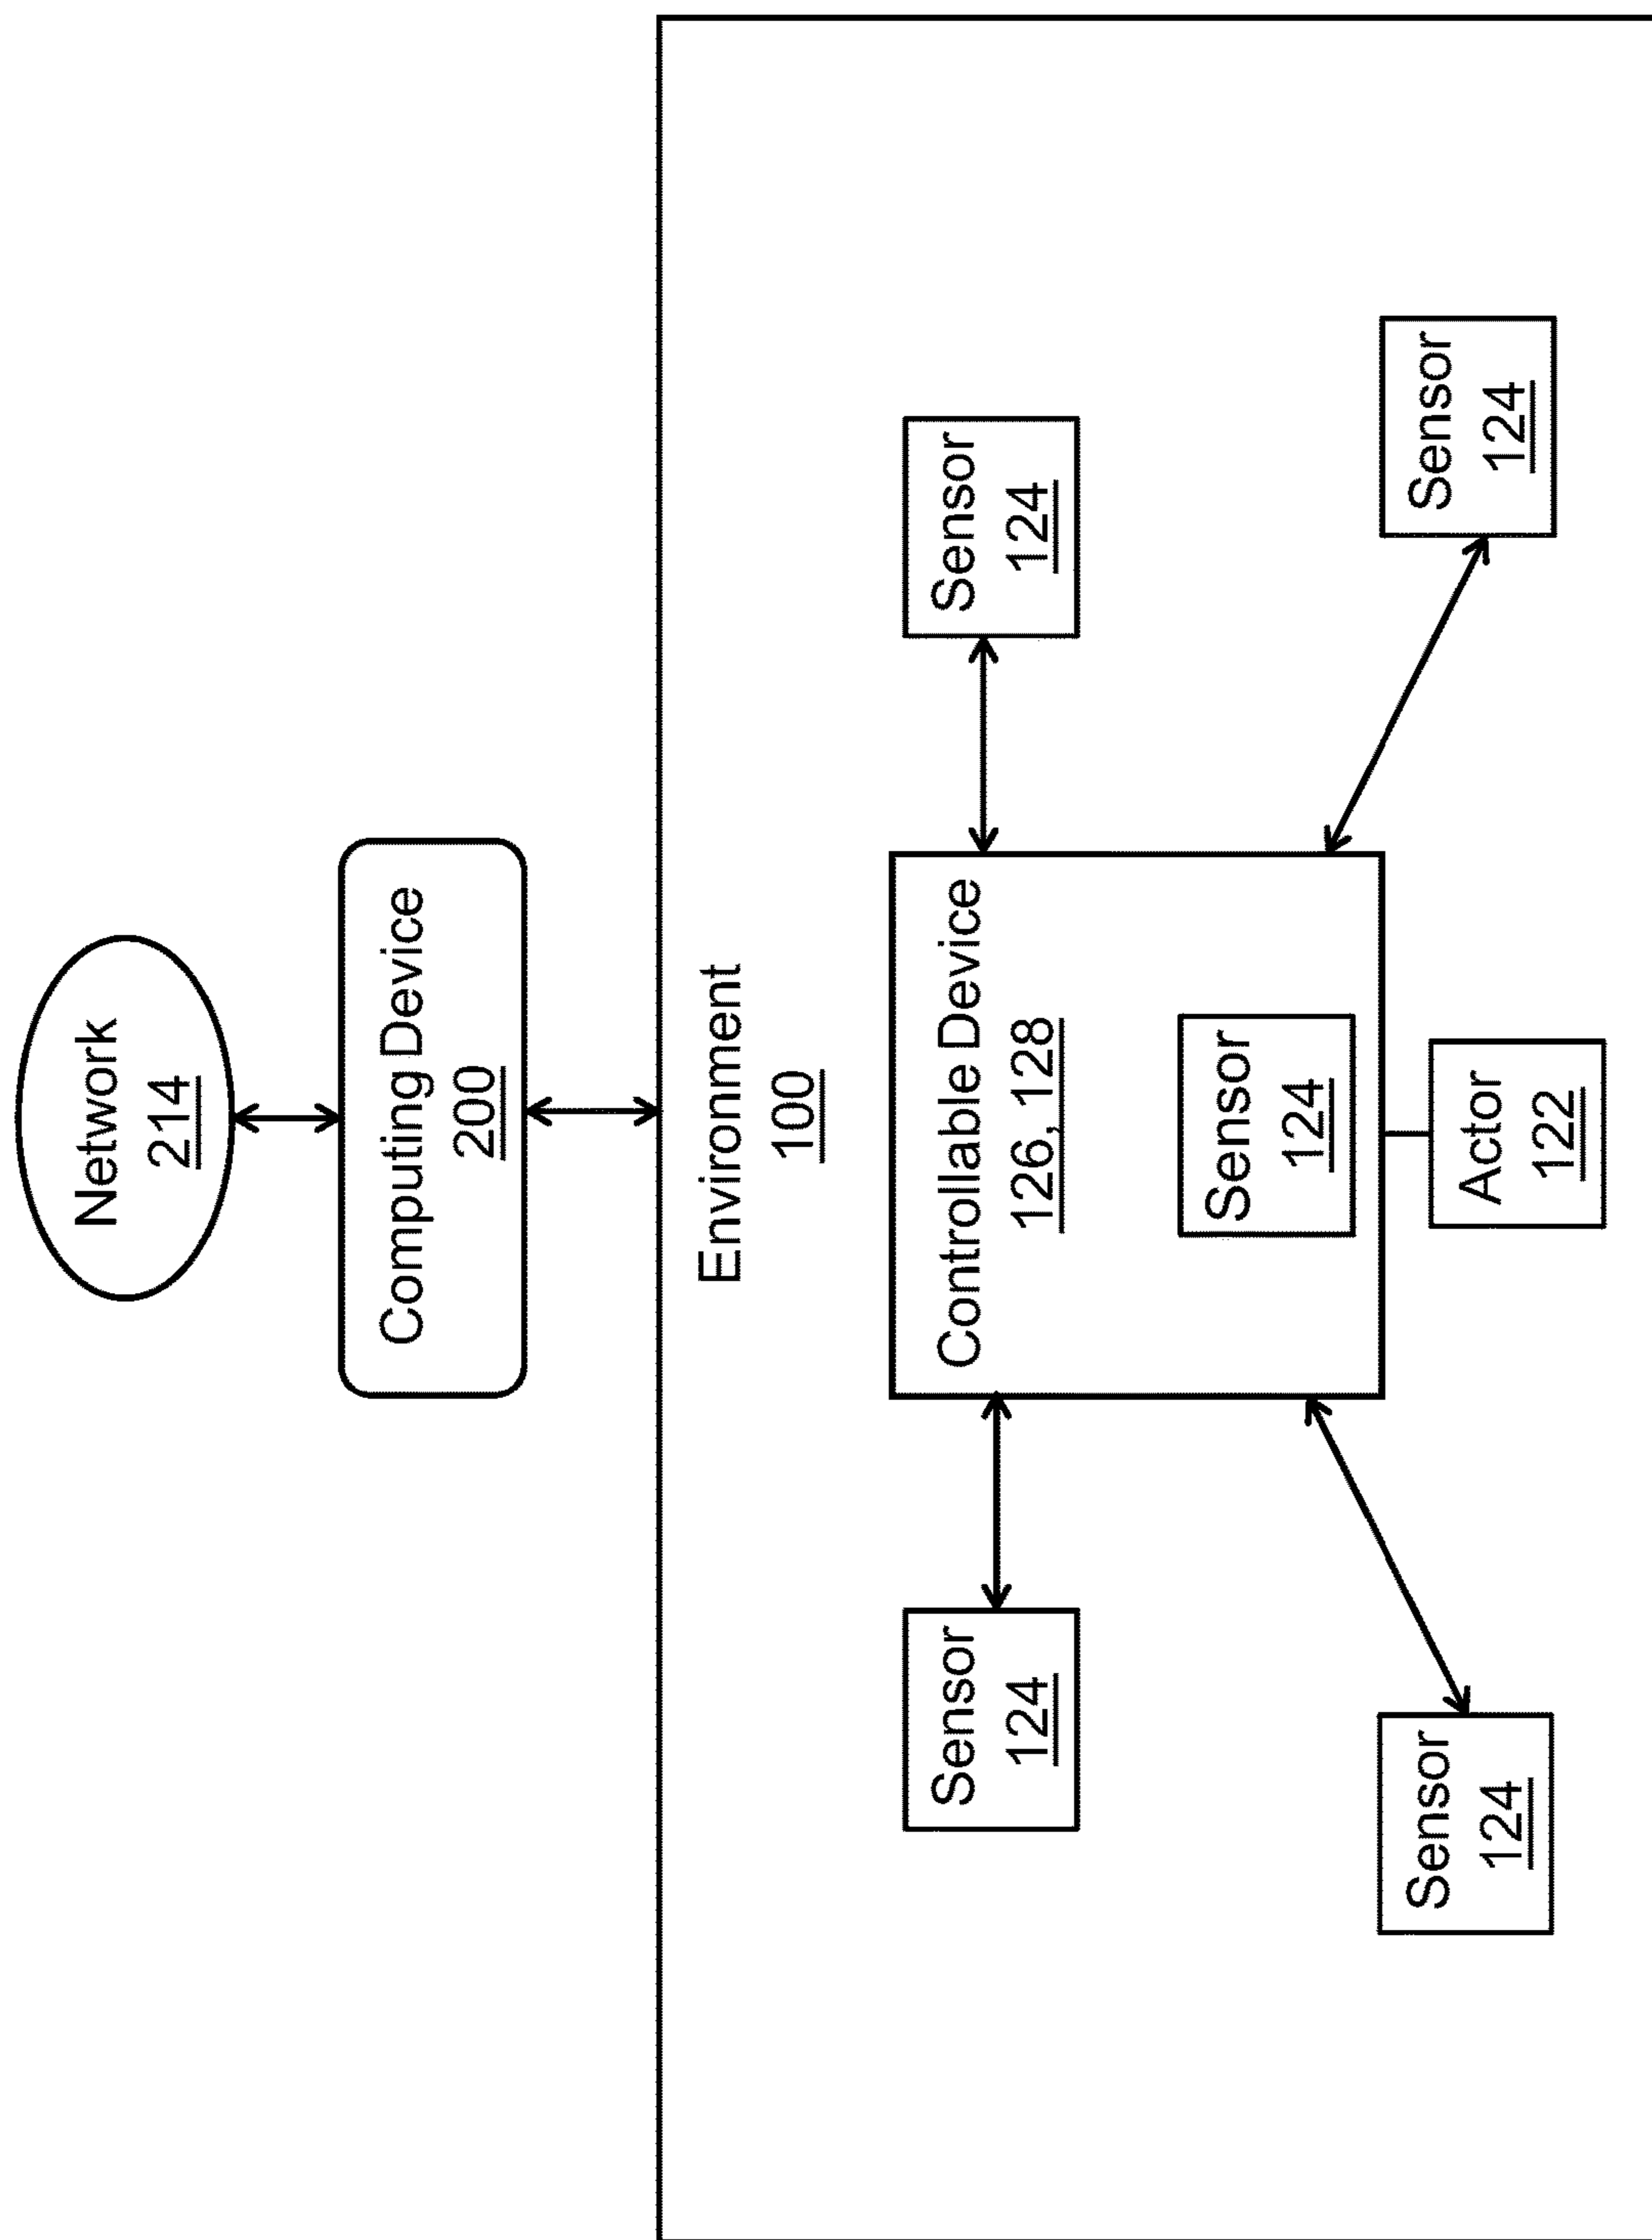 Network
214
Computing Device
200
Environment
100
Sensor
124
Controllable Device
126, 128
Sensor
124
Sensor
124
Sensor
124
Sensor
124
Actor
122